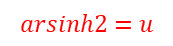 arsinh2 = u